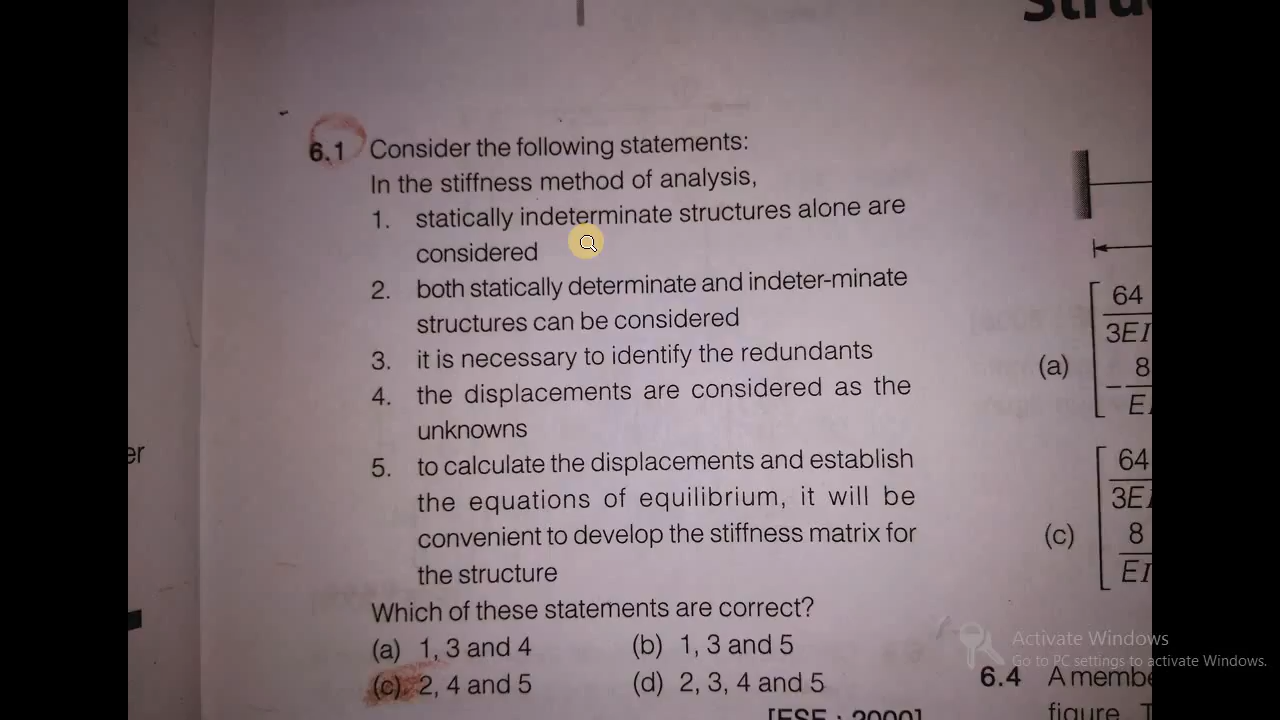 Stru
6.1 Consider the following statements:
In the stiffness method of analysis,
1. statically indeterminate structures alone are
considered
2. both statically determinate and indeter-minate
structures can be considered
3. it is necessary to identify the redundants
4. the displacements are considered as the
unknowns
5. to calculate the displacements and establish
the equations of equilibrium, it will be
convenient to develop the stiffness matrix for
the structure
Which of these statements are correct?
(a) 1, 3 and 4 (b) 1, 3 and 5
(c) 2, 4 and 5 (d) 2, 3, 4 and 5
[ESE : 2000]
er
64
3EI
(a)
- 8
EI
64
3EI
(c)
8
EI
Activate Windows
Go to PC settings to activate Windows.
6.4 A membe
figure. T